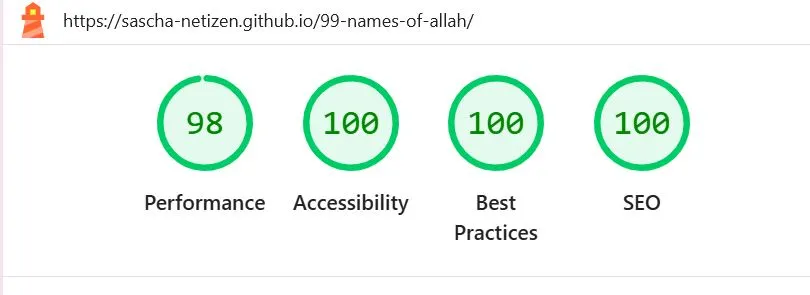 https://sascha-netizen.github.io/99-names-of-allah/
98
100
100
100
Performance
Accessibility
Best
Practices
SEO